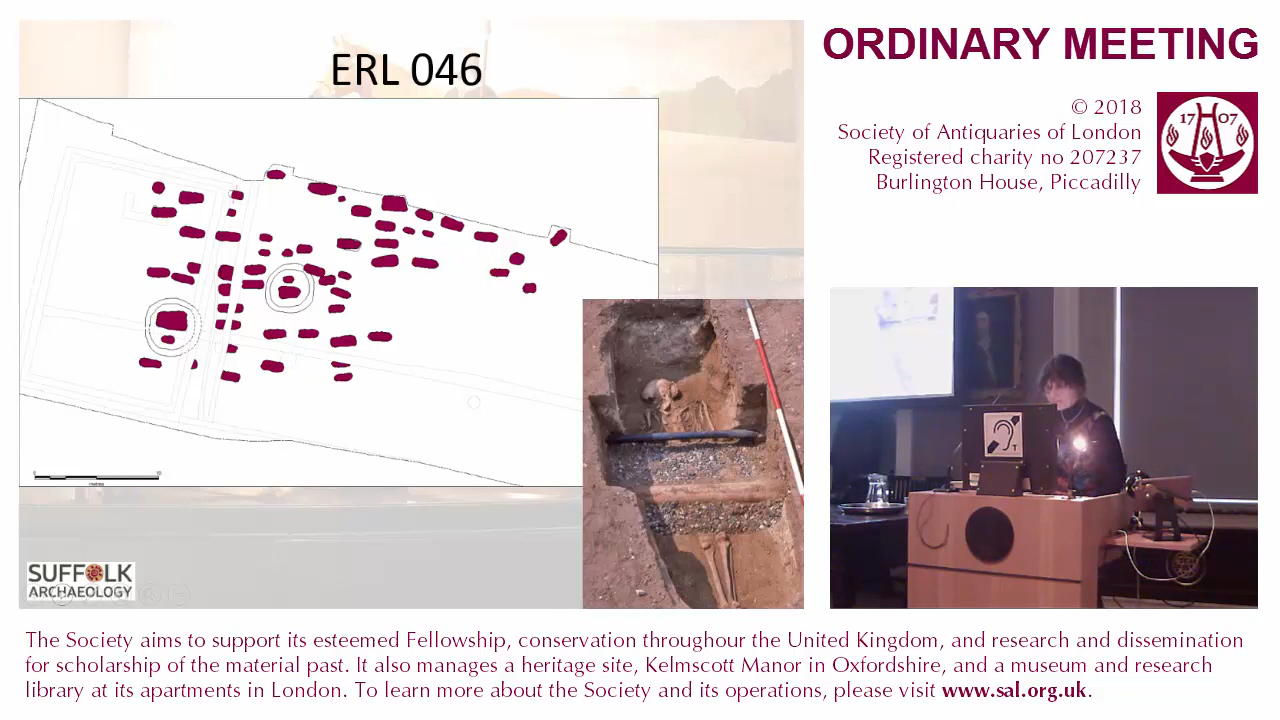 ERL 046
SUFFOLK
ARCHAEOLOGY
ORDINARY MEETING
© 2018
Society of Antiquaries of London
Registered charity no 207237
Burlington House, Piccadilly
17 07
T
The Society aims to support its esteemed Fellowship, conservation throughour the United Kingdom, and research and dissemination
for scholarship of the material past. It also manages a heritage site, Kelmscott Manor in Oxfordshire, and a museum and research
library at its apartments in London. To learn more about the Society and its operations, please visit www.sal.org.uk.